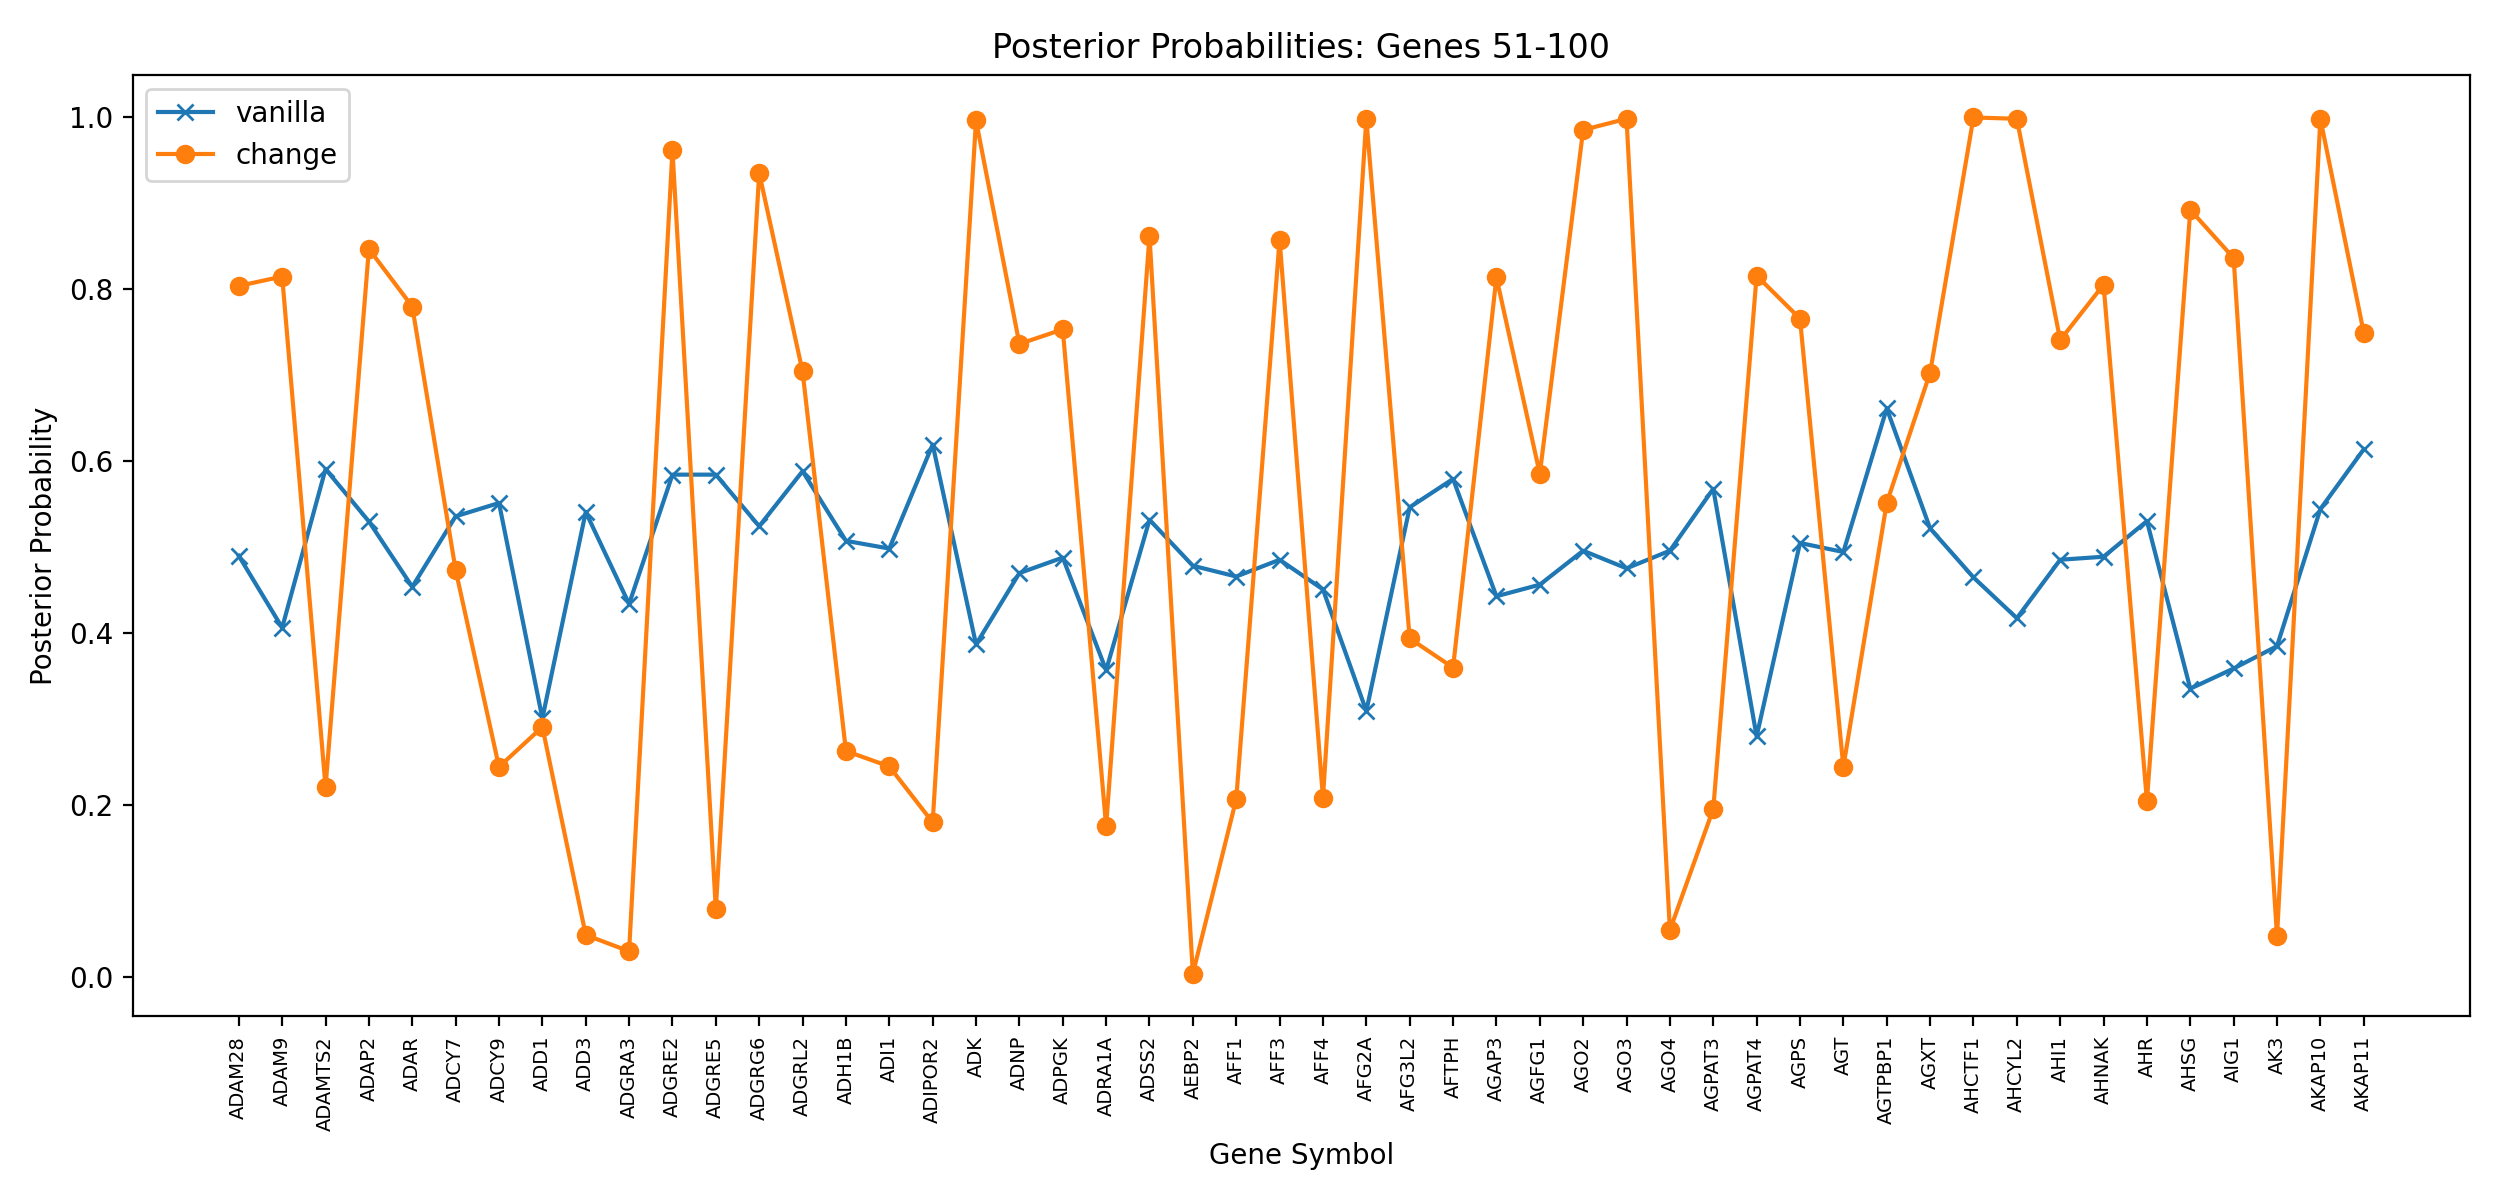 Posterior Probabilities: Genes 51-100
vanilla
change
Posterior Probability
1.0
0.8
0.6
0.4
0.2
0.0
ADAM28
ADAM9
ADAMTS2
ADAP2
ADAR
ADCY7
ADCY9
ADD1
ADD3
ADGRA3
ADGRE2
ADGRE5
ADGRG6
ADGRL2
ADH1B
ADI1
ADIPOR2
ADK
ADNP
ADPGK
ADRA1A
ADSS2
AEBP2
AFF1
AFF3
AFF4
AFG2A
AFG3L2
AFTPH
AGAP3
AGFG1
AGO2
AGO3
AGO4
AGPAT3
AGPAT4
AGPS
AGT
AGTPBP1
AGXT
AHCTF1
AHCYL2
AHI1
AHNAK
AHR
AHSG
AIG1
AK3
AKAP10
AKAP11
Gene Symbol